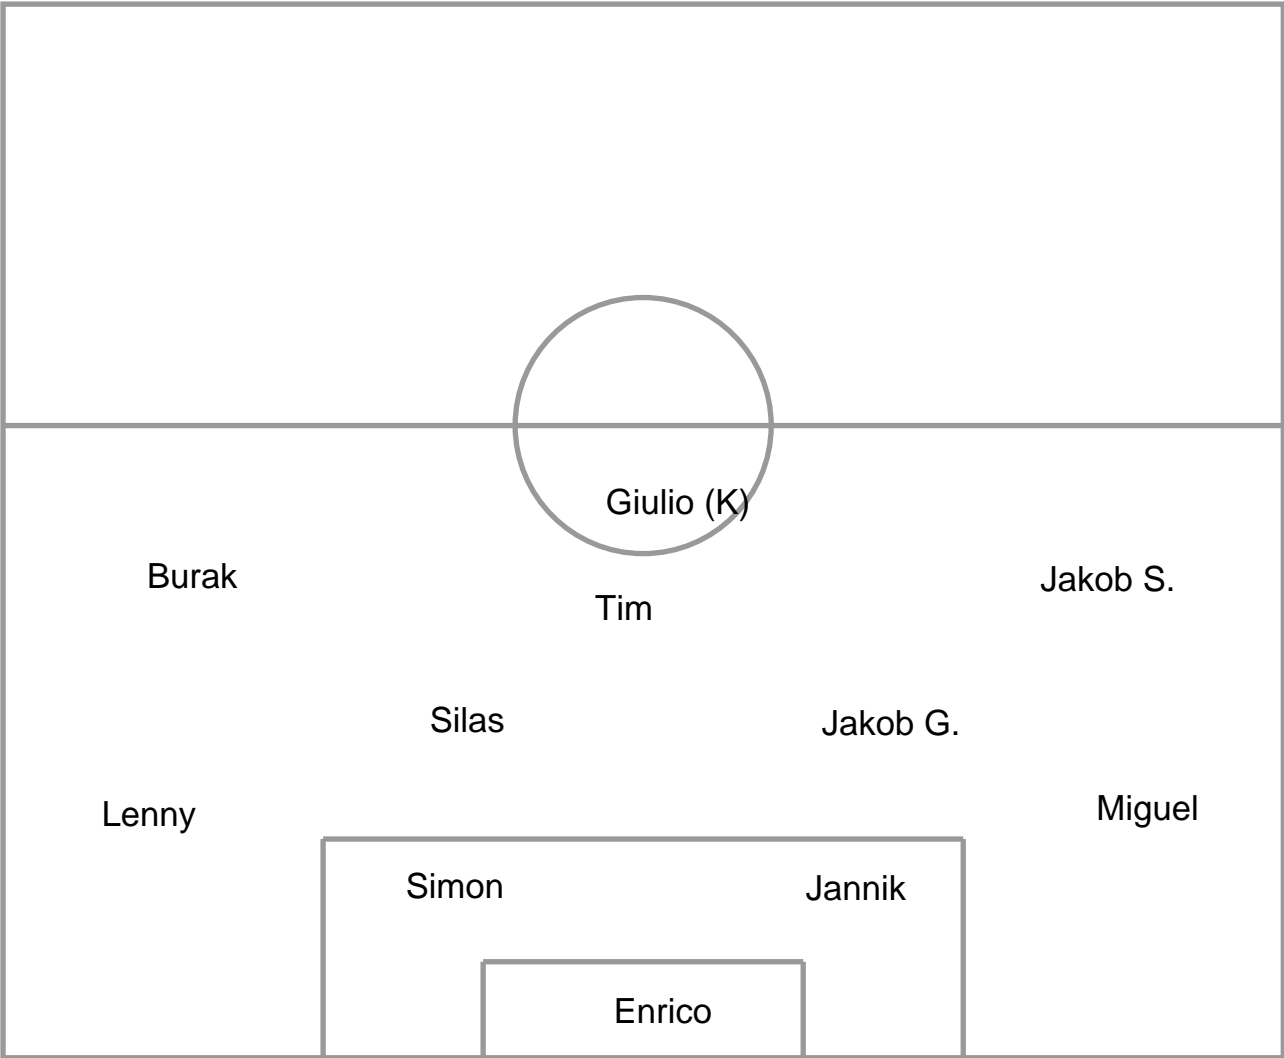 Giulio (K)
Burak
Jakob S.
Tim
Silas
Jakob G.
Lenny
Miguel
Simon
Jannik
Enrico